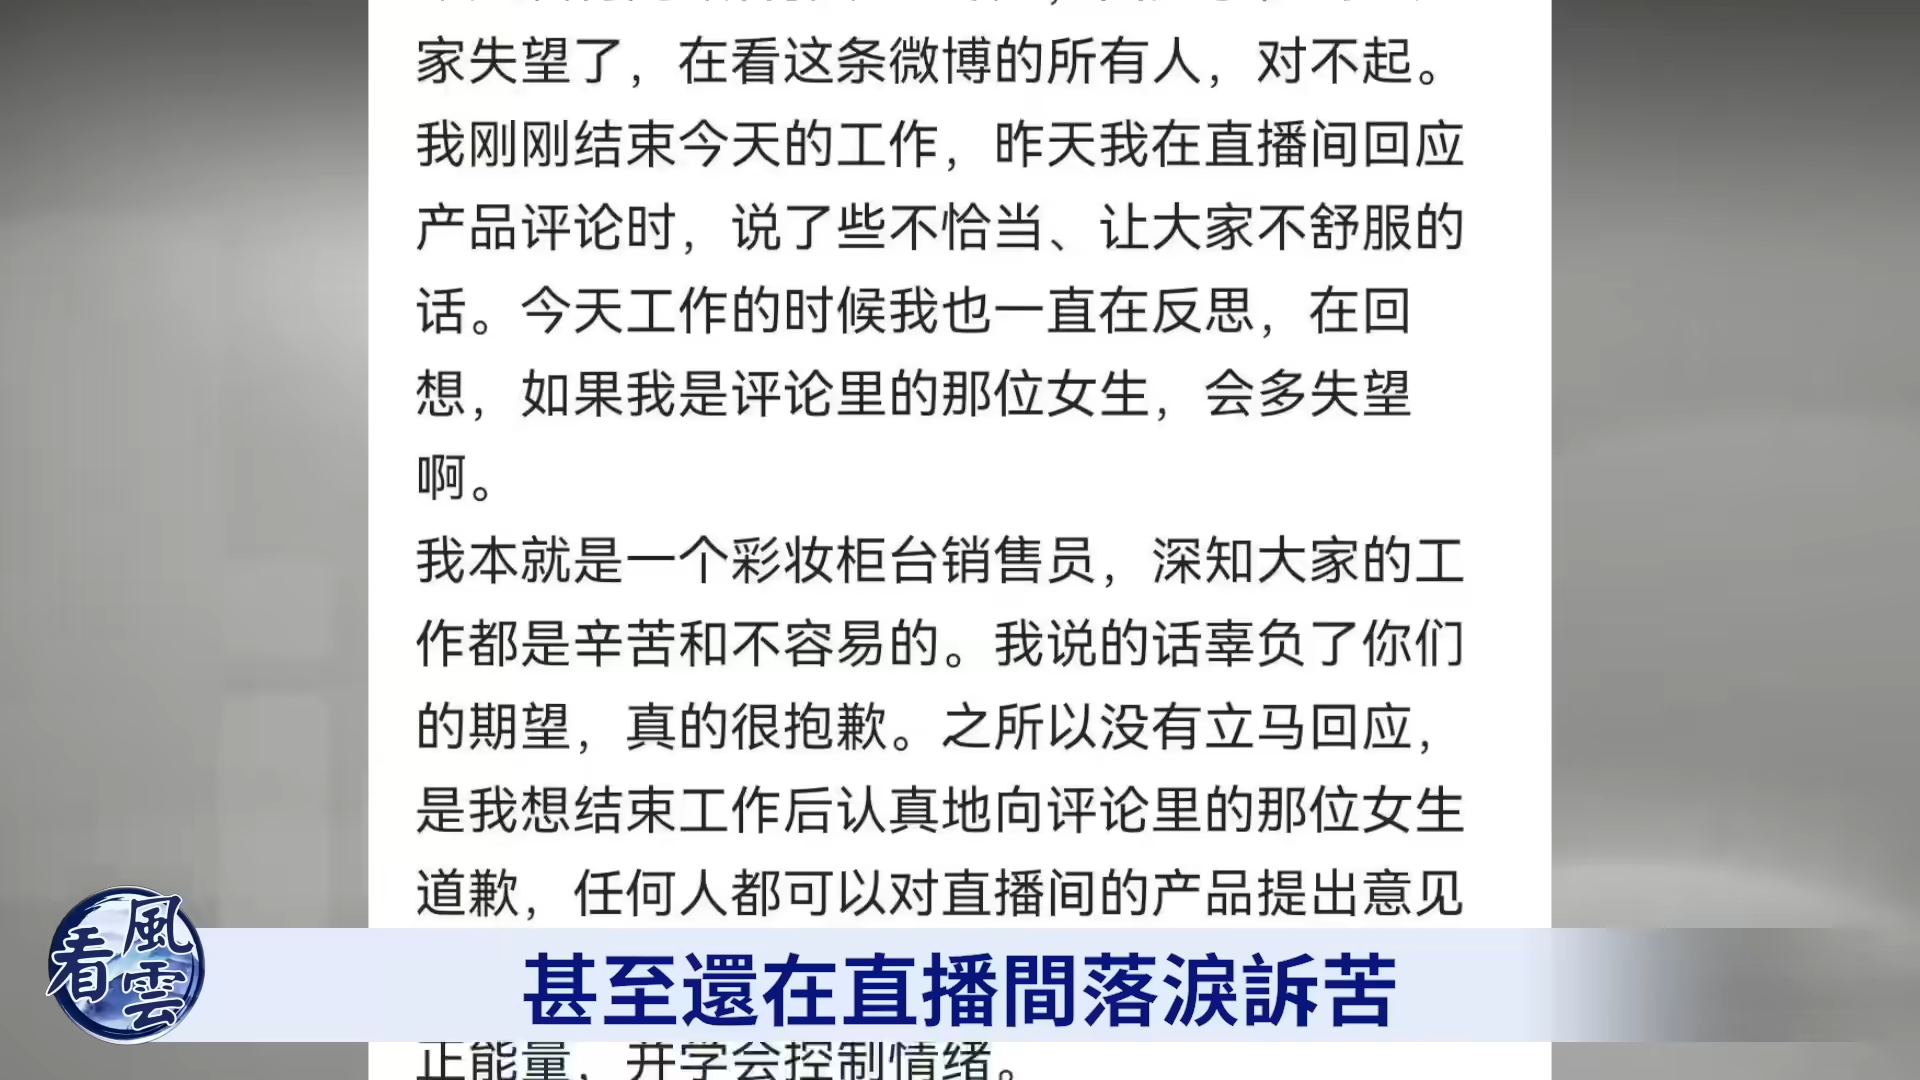 家失望了，在看这条微博的所有人，对不起。
我刚刚结束今天的工作，昨天我在直播间回应
产品评论时，说了些不恰当、让大家不舒服的
话。今天工作的时候我也一直在反思，在回
想，如果我是评论里的那位女生，会多失望
啊。
我本就是一个彩妆柜台销售员，深知大家的工
作都是辛苦和不容易的。我说的话辜负了你们
的期望，真的很抱歉。之所以没有立马回应，
是我想结束工作后认真地向评论里的那位女生
道歉，任何人都可以对直播间的产品提出意见
看風雲
甚至還在直播間落淚訴苦
正能量，并学会控制情绪。